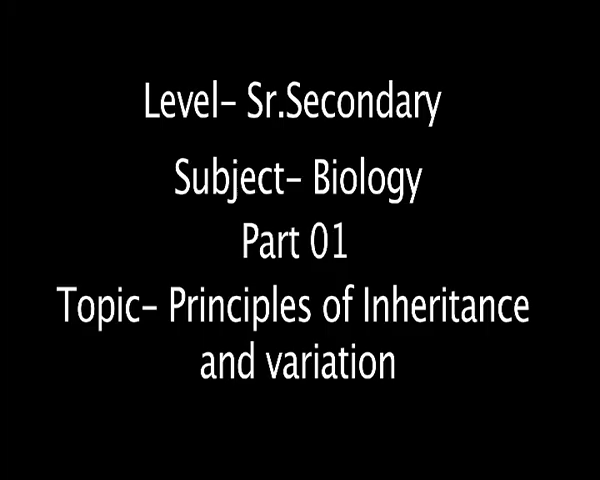 Level- Sr.Secondary
Subject- Biology
Part 01
Topic- Principles of Inheritance
and variation